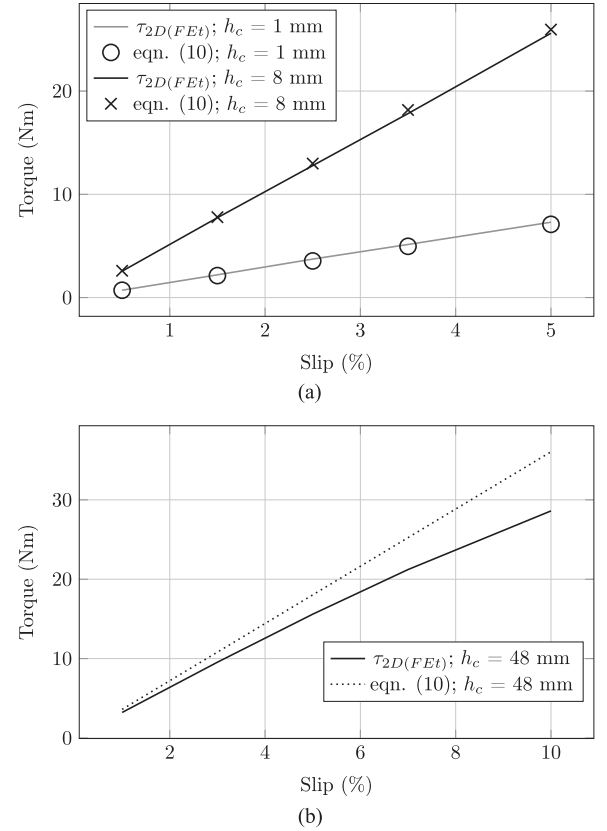 τ2D(FEt); hc = 1 mm
eqn. (10); hc = 1 mm
τ2D(FEt); hc = 8 mm
eqn. (10); hc = 8 mm
20
10
0
Torque (Nm)
1 2 3 4 5
Slip (%)
(a)
30
20
10
0
Torque (Nm)
τ2D(FEt); hc = 48 mm
eqn. (10); hc = 48 mm
2 4 6 8 10
Slip (%)
(b)